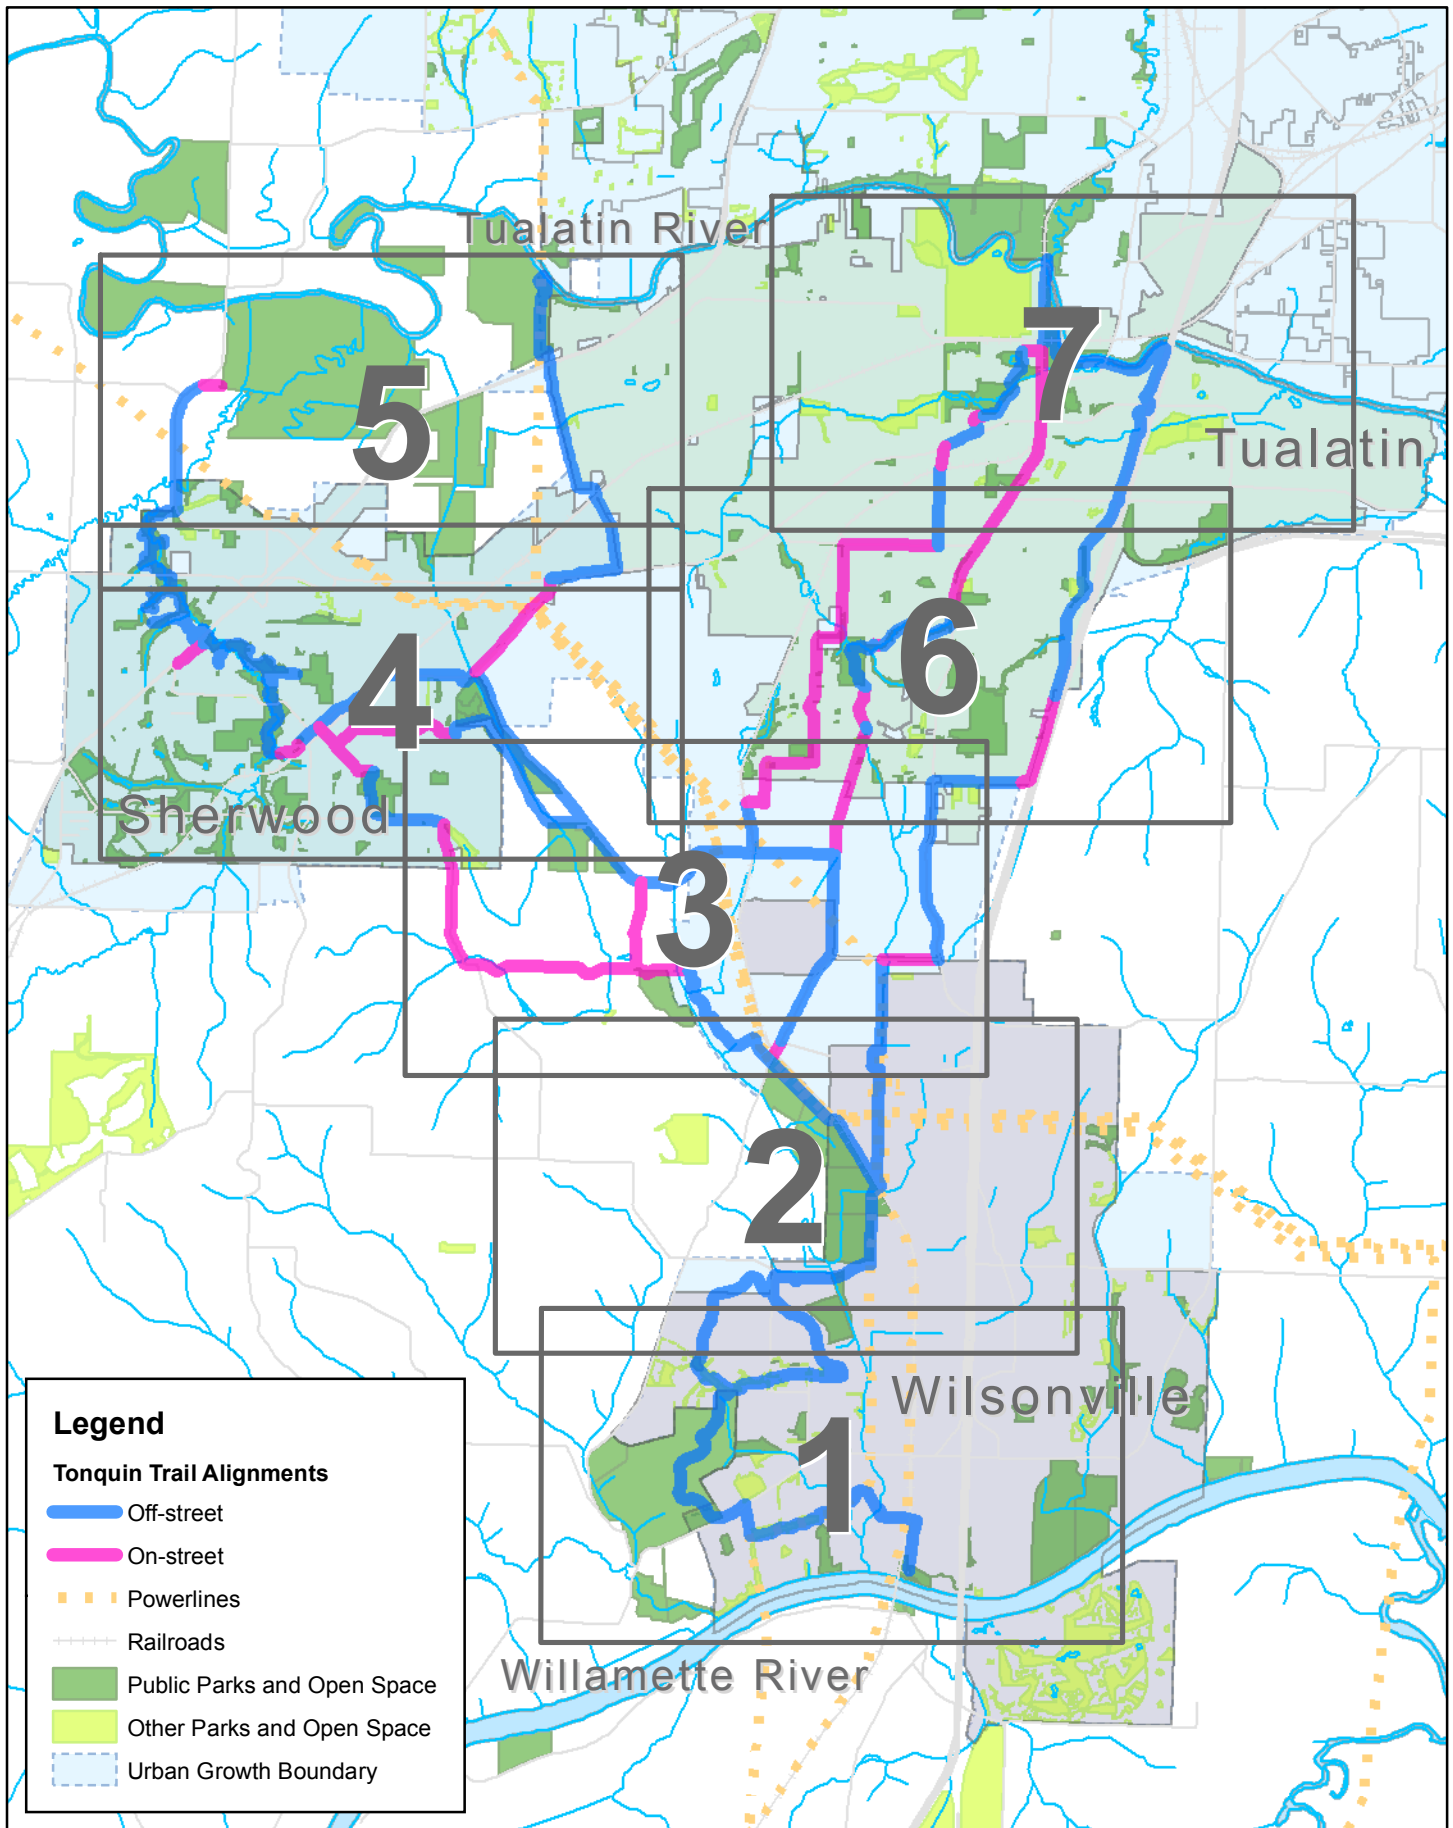 Tualatin River
7
5
Tualatin
6
4
Sherwood
3
2
Wilsonville
1
Willamette River
Legend
Tonquin Trail Alignments
Off-street
On-street
Powerlines
Railroads
Public Parks and Open Space
Other Parks and Open Space
Urban Growth Boundary